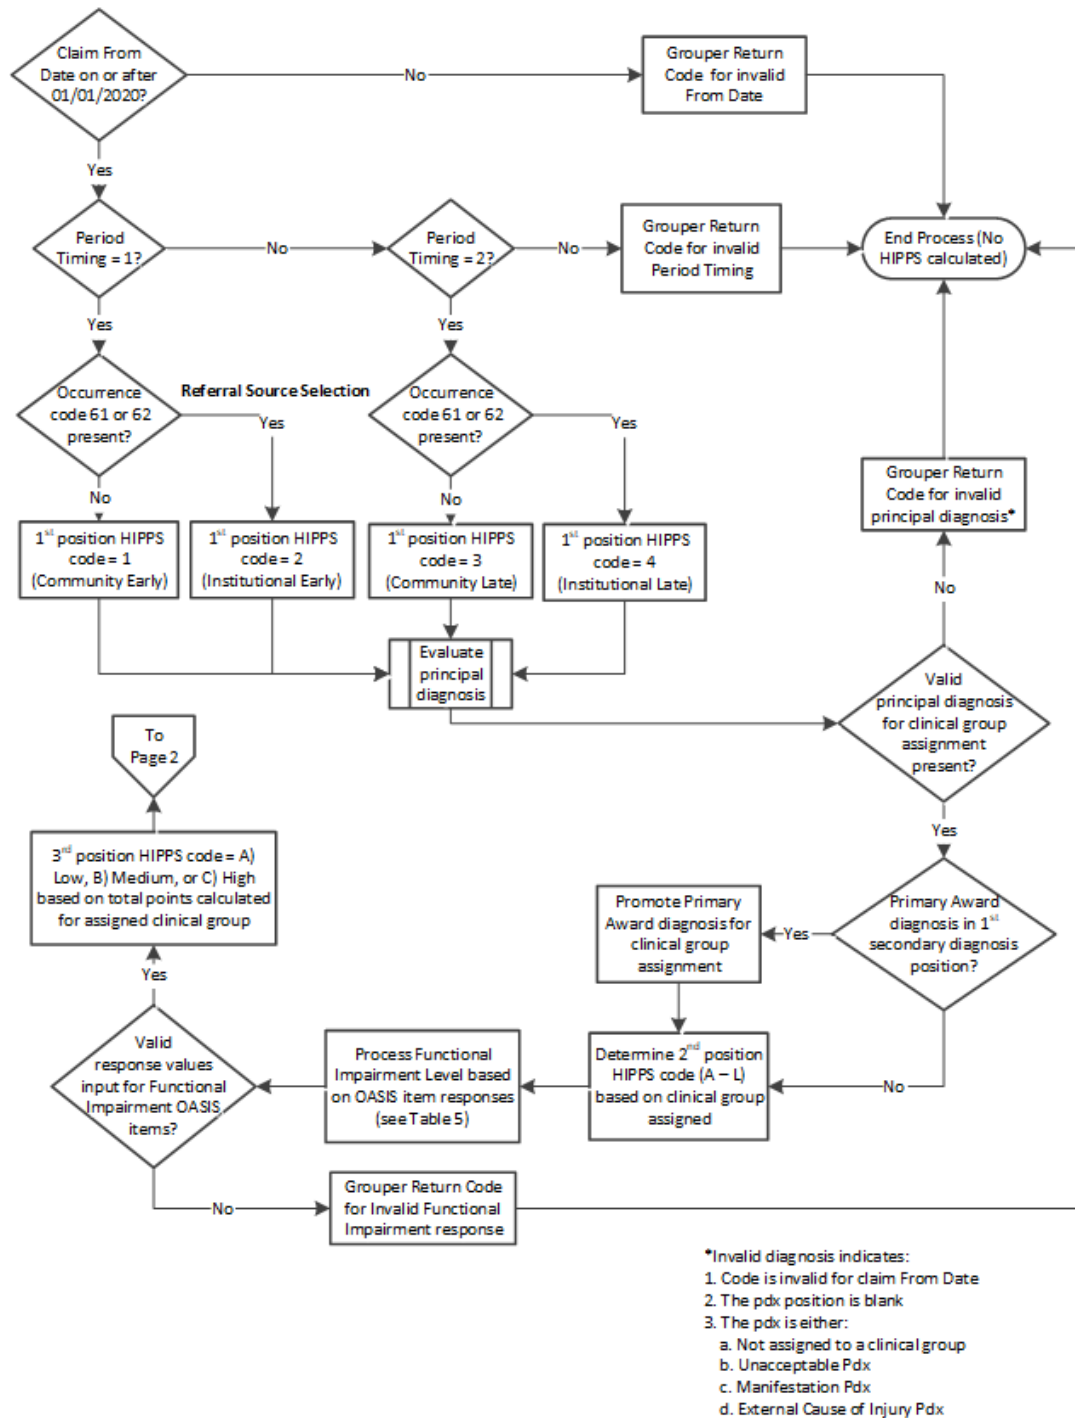 Claim From
Date on or after
01/01/2020?
No
Grouper Return
Code for invalid
From Date
Yes
Period
Timing = 1?
No
Period
Timing = 2?
No
Grouper Return
Code for invalid
Period Timing
End Process (No
HIPPS calculated)
Yes
Yes
Occurrence
code 61 or 62
present?
Referral Source Selection
Yes
Occurrence
code 61 or 62
present?
Yes
No
No
1st position HIPPS
code = 1
(Community Early)
1st position HIPPS
code = 2
(Institutional Early)
1st position HIPPS
code = 3
(Community Late)
1st position HIPPS
code = 4
(Institutional Late)
Grouper Return
Code for invalid
principal diagnosis*
No
Evaluate
principal
diagnosis
Valid
principal diagnosis
for clinical group
assignment
present?
To
Page 2
Yes
3rd position HIPPS code = A)
Low, B) Medium, or C) High
based on total points calculated
for assigned clinical group
Promote Primary
Award diagnosis for
clinical group
assignment
Yes
Primary Award
diagnosis in 1st
secondary diagnosis
position?
Yes
Valid
response values
input for Functional
Impairment OASIS
items?
Process Functional
Impairment Level based
on OASIS item responses
(see Table 5)
Determine 2nd position
HIPPS code (A – L)
based on clinical group
assigned
No
No
Grouper Return Code
for Invalid Functional
Impairment response
*Invalid diagnosis indicates:
1. Code is invalid for claim From Date
2. The pdx position is blank
3. The pdx is either:
a. Not assigned to a clinical group
b. Unacceptable Pdx
c. Manifestation Pdx
d. External Cause of Injury Pdx